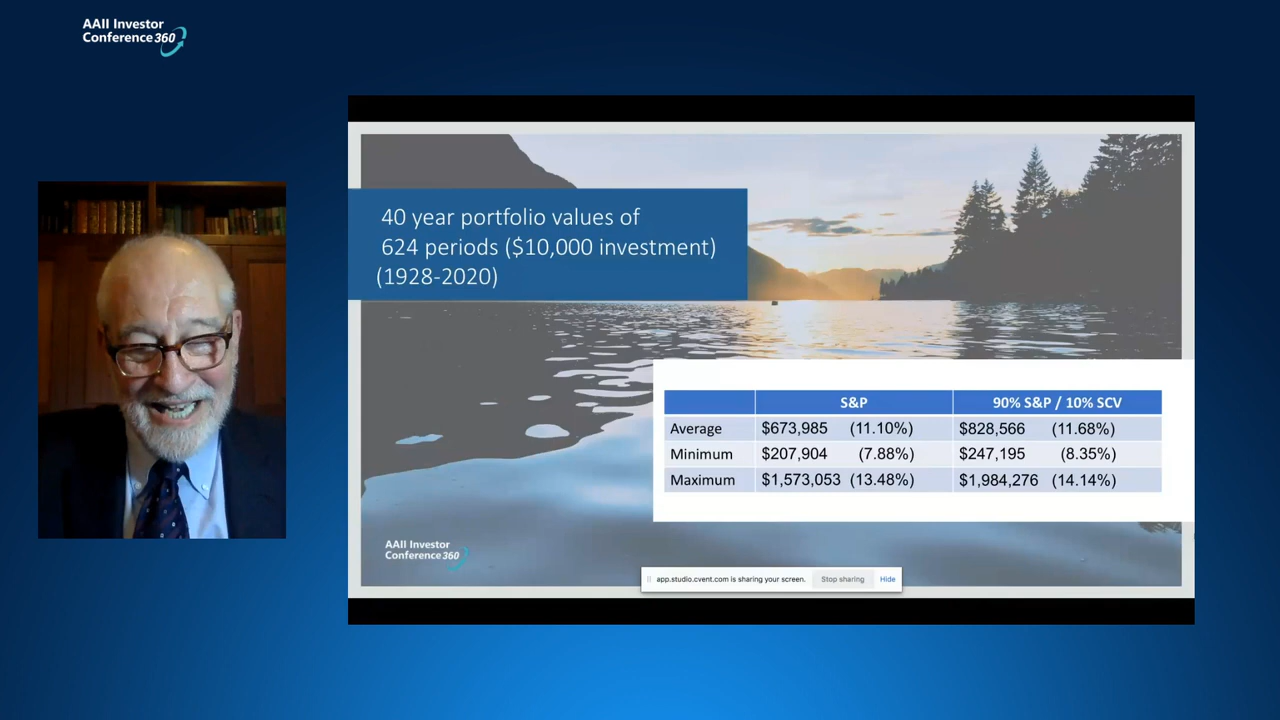 AAII Investor
Conference 360
40 year portfolio values of
624 periods ($10,000 investment)
(1928-2020)
S&P 90% S&P / 10% SCV
Average $673,985 (11.10%) $828,566 (11.68%)
Minimum $207,904 (7.88%) $247,195 (8.35%)
Maximum $1,573,053 (13.48%) $1,984,276 (14.14%)
AAII Investor
Conference 360
app.studio.cvent.com is sharing your screen. Stop sharing Hide